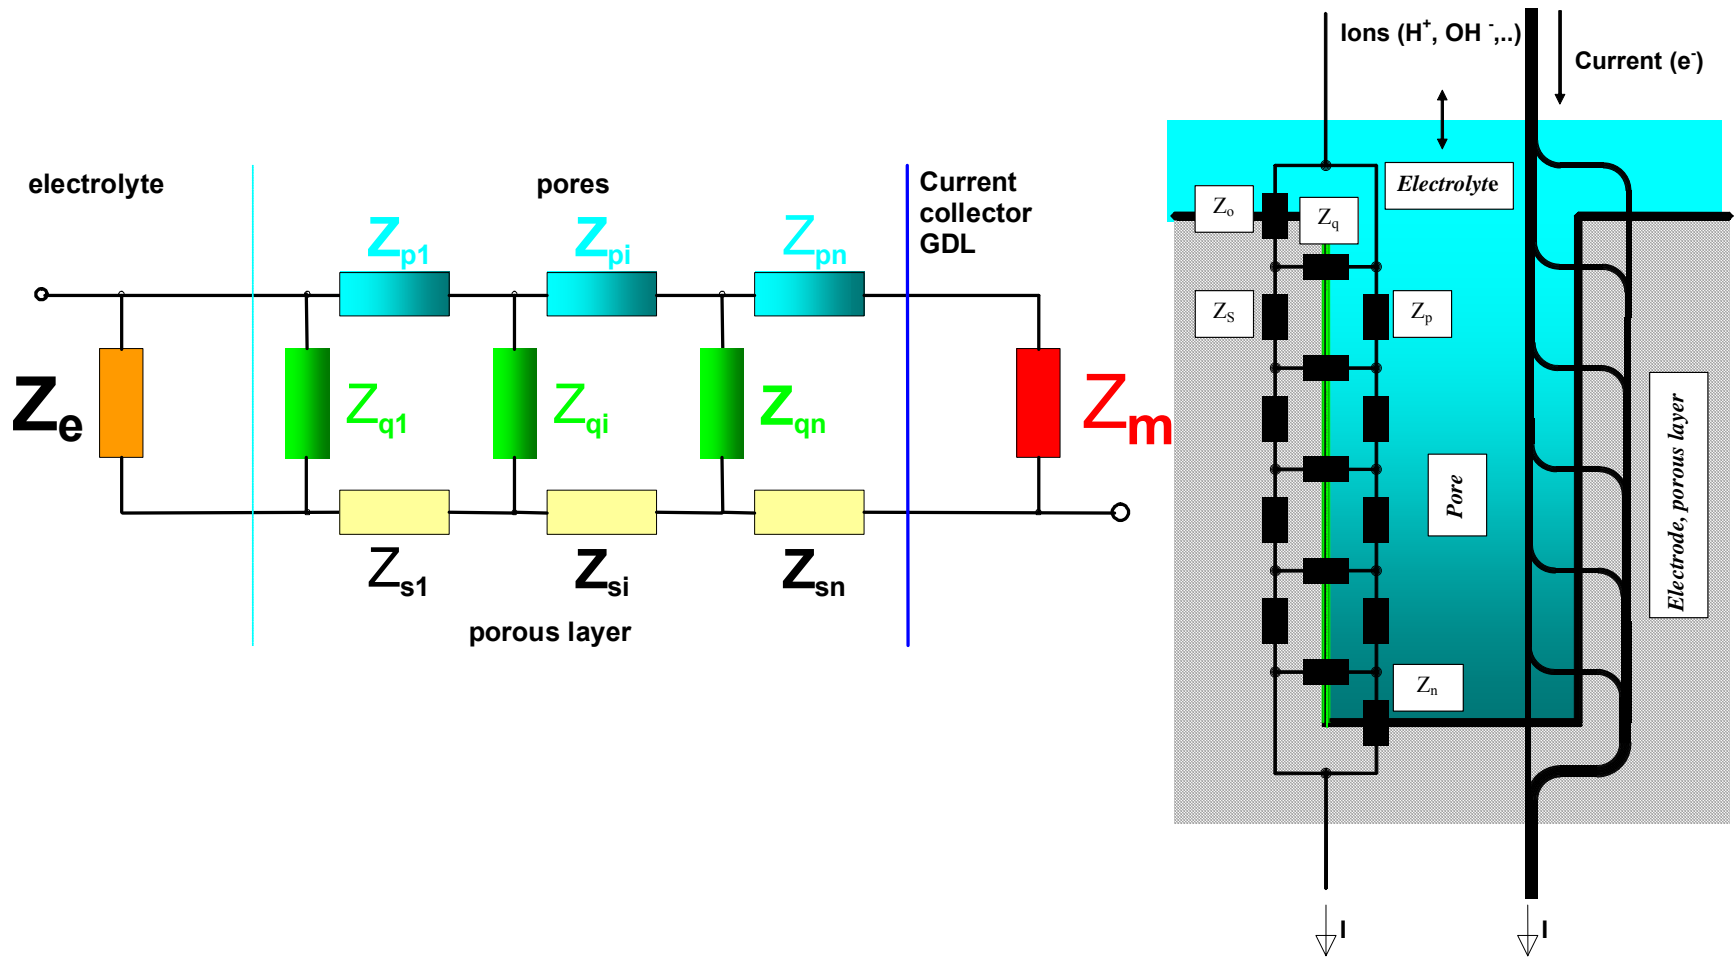 electrolyte
pores
Current
collector
GDL
Zp1
Zpi
Zpn
Ze
Zq1
Zqi
Zqn
Zm
Zs1
Zsi
Zsn
porous layer
Ions (H+, OH -,..)
Current (e-)
Electrolyte
Zo
Zq
ZS
Zp
Pore
Electrode, porous layer
Zn
I
I